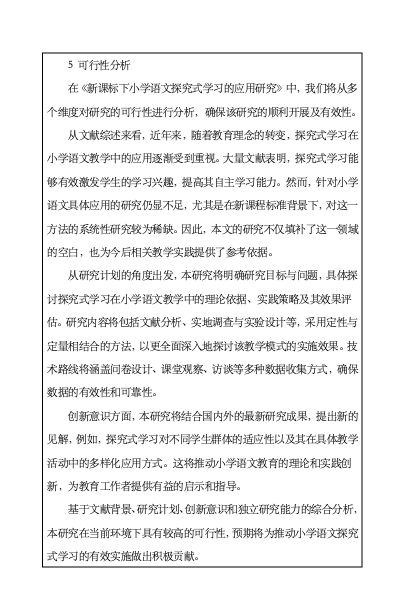 5 可行性分析
在《新课标下小学语文探究式学习的应用研究》中，我们将从多
个维度对研究的可行性进行分析，确保该研究的顺利开展及有效性。
从文献综述来看，近年来，随着教育理念的转变，探究式学习在
小学语文教学中的应用逐渐受到重视。大量文献表明，探究式学习能
够有效激发学生的学习兴趣，提高其自主学习能力。然而，针对小学
语文具体应用的研究仍显不足，尤其是在新课程标准背景下，对这一
方法的系统性研究较为稀缺。因此，本文的研究不仅填补了这一领域
的空白，也为今后相关教学实践提供了参考依据。
从研究计划的角度出发，本研究将明确研究目标与问题，具体探
讨探究式学习在小学语文教学中的理论依据、实践策略及其效果评
估。研究内容将包括文献分析、实地调查与实验设计等，采用定性与
定量相结合的方法，以更全面深入地探讨该教学模式的实施效果。技
术路线将涵盖问卷设计、课堂观察、访谈等多种数据收集方式，确保
数据的有效性和可靠性。
创新意识方面，本研究将结合国内外的最新研究成果，提出新的
见解，例如，探究式学习对不同学生群体的适应性以及其在具体教学
活动中的多样化应用方式。这将推动小学语文教育的理论和实践创
新，为教育工作者提供有益的启示和指导。
基于文献背景、研究计划、创新意识和独立研究能力的综合分析，
本研究在当前环境下具有较高的可行性，预期将为推动小学语文探究
式学习的有效实施做出积极贡献。